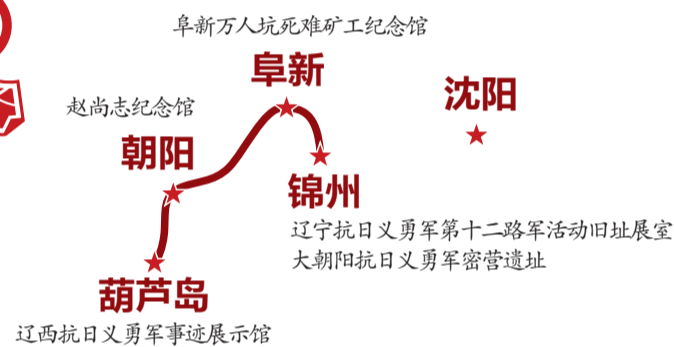 阜新万人坑死难矿工纪念馆
阜新
沈阳
赵尚志纪念馆
朝阳
锦州
辽宁抗日义勇军第十二路军活动旧址展室
大朝阳抗日义勇军密营遗址
葫芦岛
辽西抗日义勇军事迹展示馆